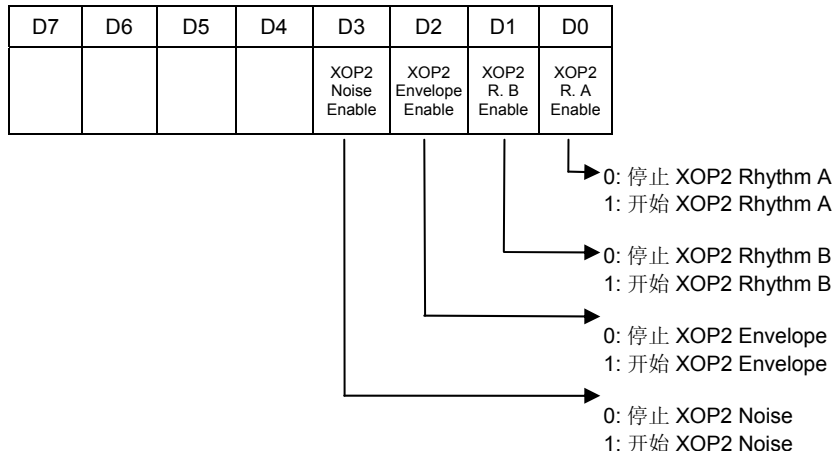 D7 D6 D5 D4 D3 D2 D1 D0
XOP2 XOP2 XOP2 XOP2
Noise Envelope R. B R. A
Enable Enable Enable Enable
0: 停止 XOP2 Rhythm A
1: 开始 XOP2 Rhythm A
0: 停止 XOP2 Rhythm B
1: 开始 XOP2 Rhythm B
0: 停止 XOP2 Envelope
1: 开始 XOP2 Envelope
0: 停止 XOP2 Noise
1: 开始 XOP2 Noise